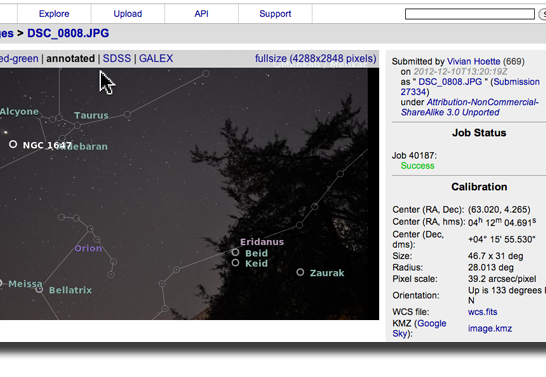 Explore Upload API Support
ges > DSC_0808.JPG
ed-green | annotated | SDSS | GALEX fullsize (4288x2848 pixels)
Alcyone
Taurus
NGC 1647
ldebaran
Orion
Eridanus
Beid
Keid
Zaurak
Meissa
Bellatrix
Submitted by Vivian Hoette (669)
on 2012-12-10T13:20:19Z
as " DSC_0808.JPG " (Submission
27334)
under Attribution-NonCommercial-
ShareAlike 3.0 Unported
Job Status
Job 40187:
Success
Calibration
Center (RA, Dec): (63.020, 4.265)
Center (RA, hms): 04h 12m 04.691s
Center (Dec, dms): +04° 15' 55.530"
Size: 46.7 x 31 deg
Radius: 28.013 deg
Pixel scale: 39.2 arcsec/pixel
Orientation: Up is 133 degrees E
N
WCS file: wcs.fits
KMZ (Google Sky): image.kmz